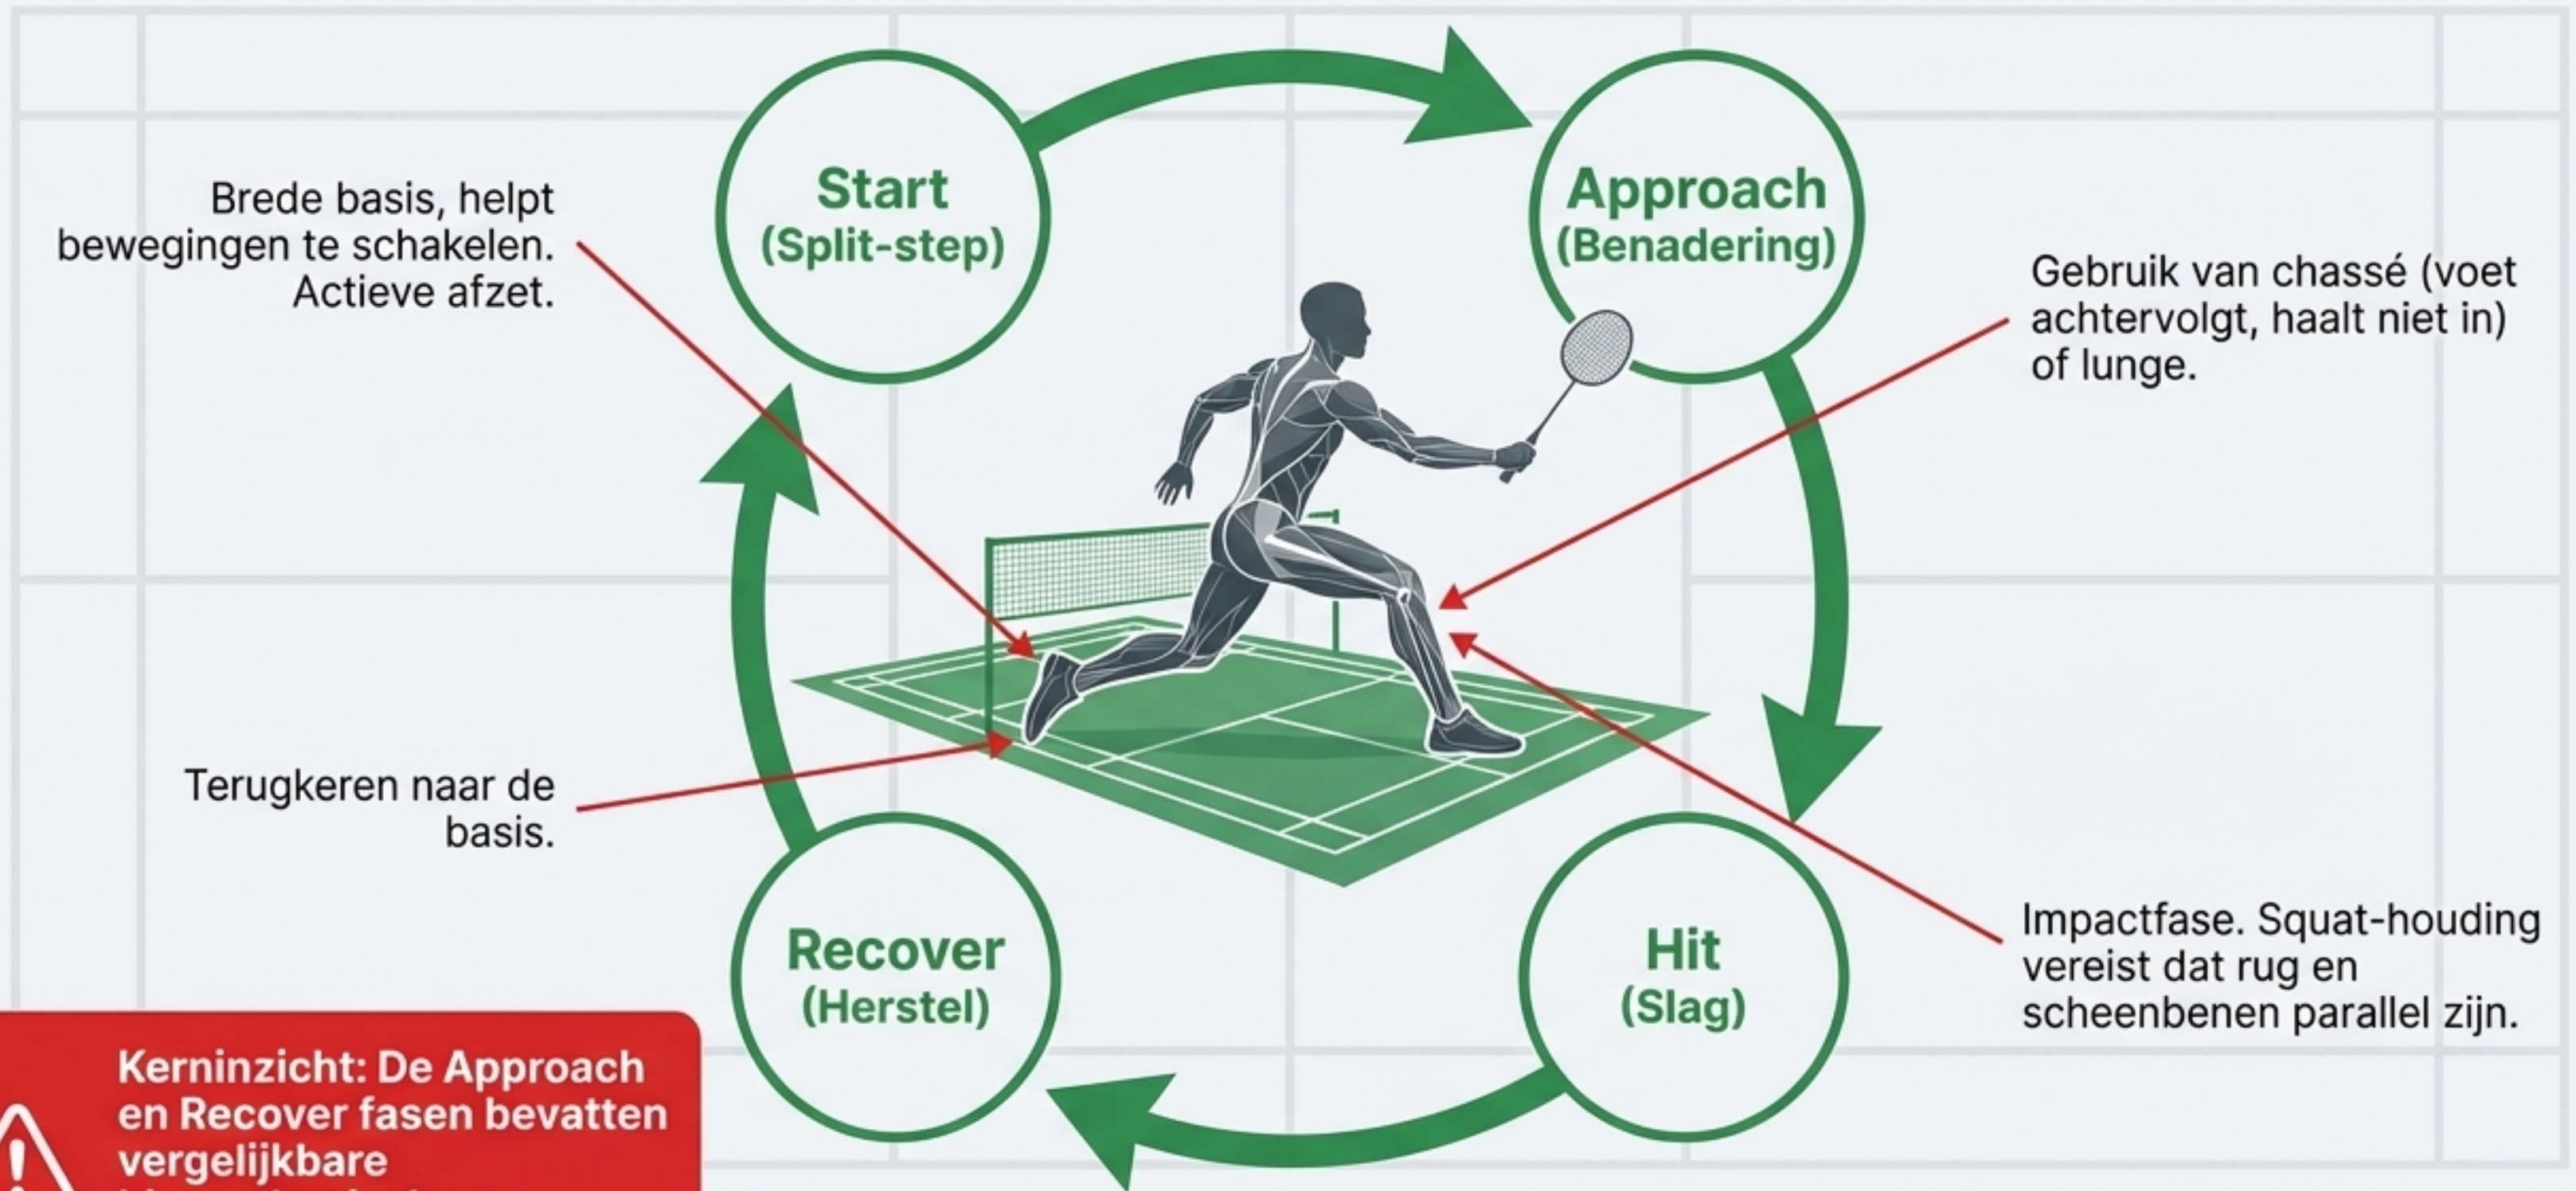 Start
(Split-step)
Approach
(Benadering)
Brede basis, helpt
bewegingen te schakelen.
Actieve afzet.
Gebruik van chassé (voet
achtervolgt, haalt niet in)
of lunge.
Terugkeren naar de
basis.
Recover
(Herstel)
Hit
(Slag)
Impactfase. Squat-houding
vereist dat rug en
scheenbenen parallel zijn.
Kerninzicht: De Approach
en Recover fasen bevatten
vergelijkbare